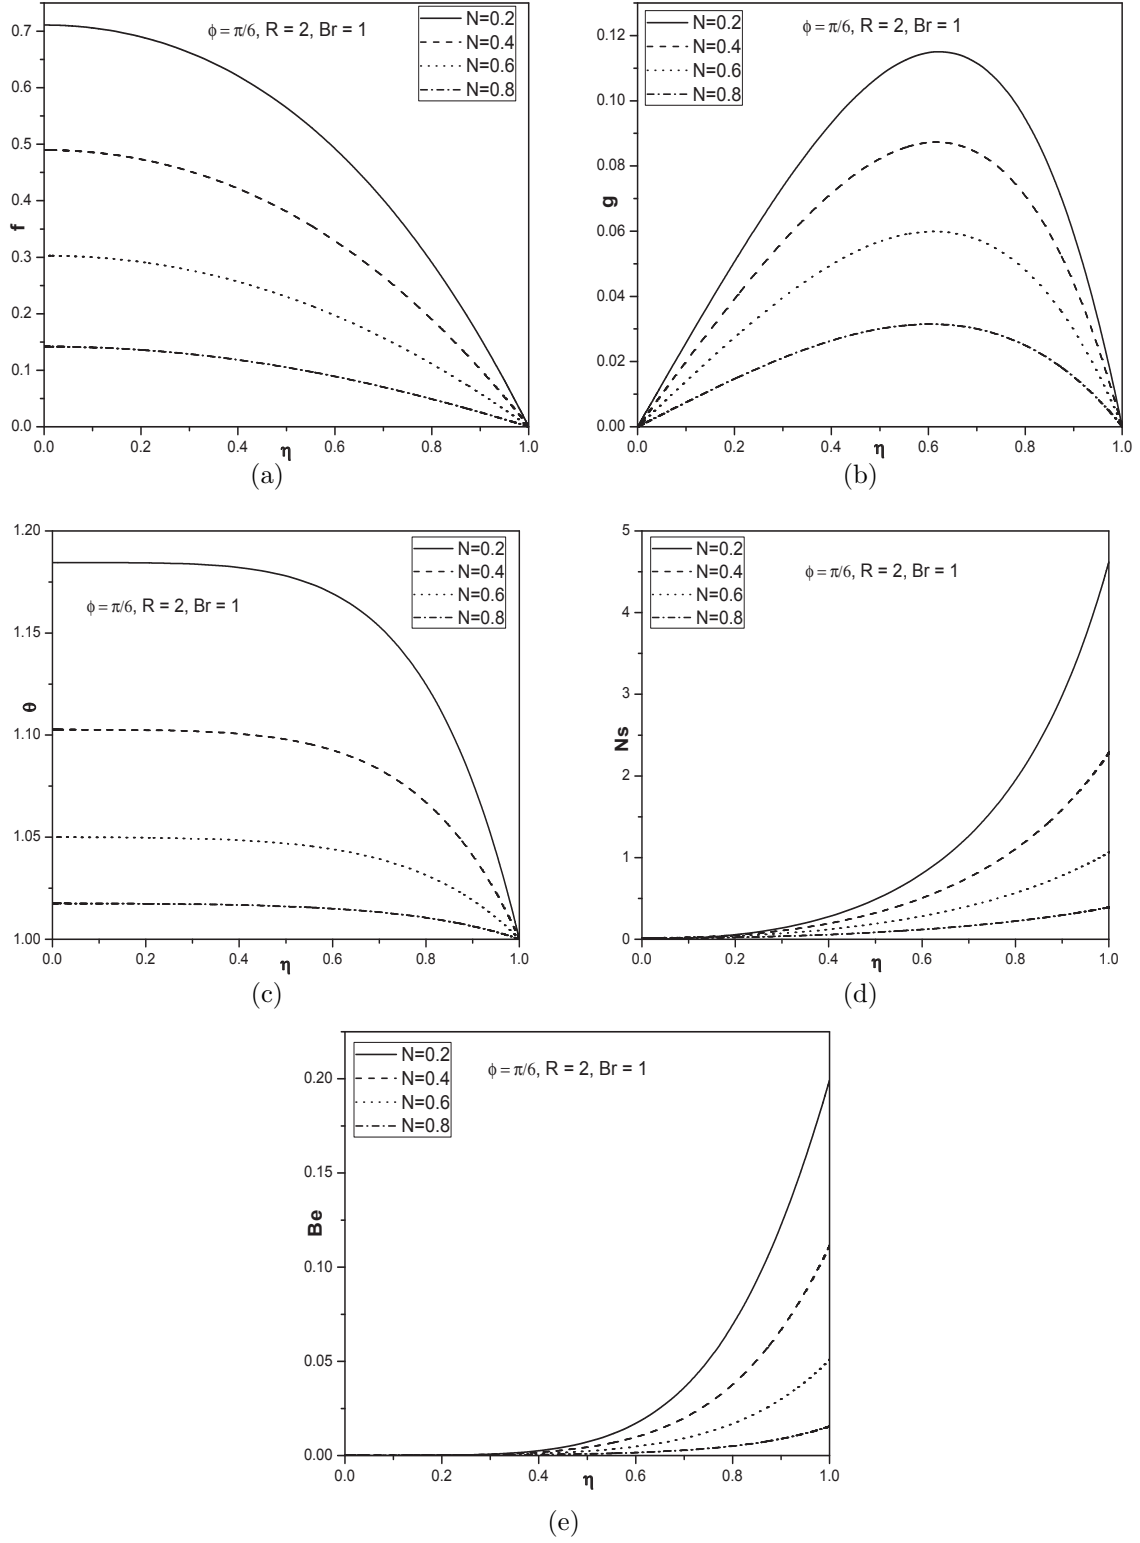 ϕ = π/6, R = 2, Br = 1
N=0.2
N=0.4
N=0.6
N=0.8
0.7
0.6
0.5
0.4
0.3
0.2
0.1
0.0
f
0.0 0.2 0.4 0.6 0.8 1.0
η
(a)
ϕ = π/6, R = 2, Br = 1
N=0.2
N=0.4
N=0.6
N=0.8
0.12
0.10
0.08
0.06
0.04
0.02
0.00
g
0.0 0.2 0.4 0.6 0.8 1.0
η
(b)
N=0.2
N=0.4
N=0.6
N=0.8
ϕ = π/6, R = 2, Br = 1
1.20
1.15
1.10
1.05
1.00
θ
0.0 0.2 0.4 0.6 0.8 1.0
η
(c)
N=0.2
N=0.4
N=0.6
N=0.8
ϕ = π/6, R = 2, Br = 1
5
4
3
2
1
0
Ns
0.0 0.2 0.4 0.6 0.8 1.0
η
(d)
N=0.2
N=0.4
N=0.6
N=0.8
ϕ = π/6, R = 2, Br = 1
0.20
0.15
0.10
0.05
0.00
Be
0.0 0.2 0.4 0.6 0.8 1.0
η
(e)